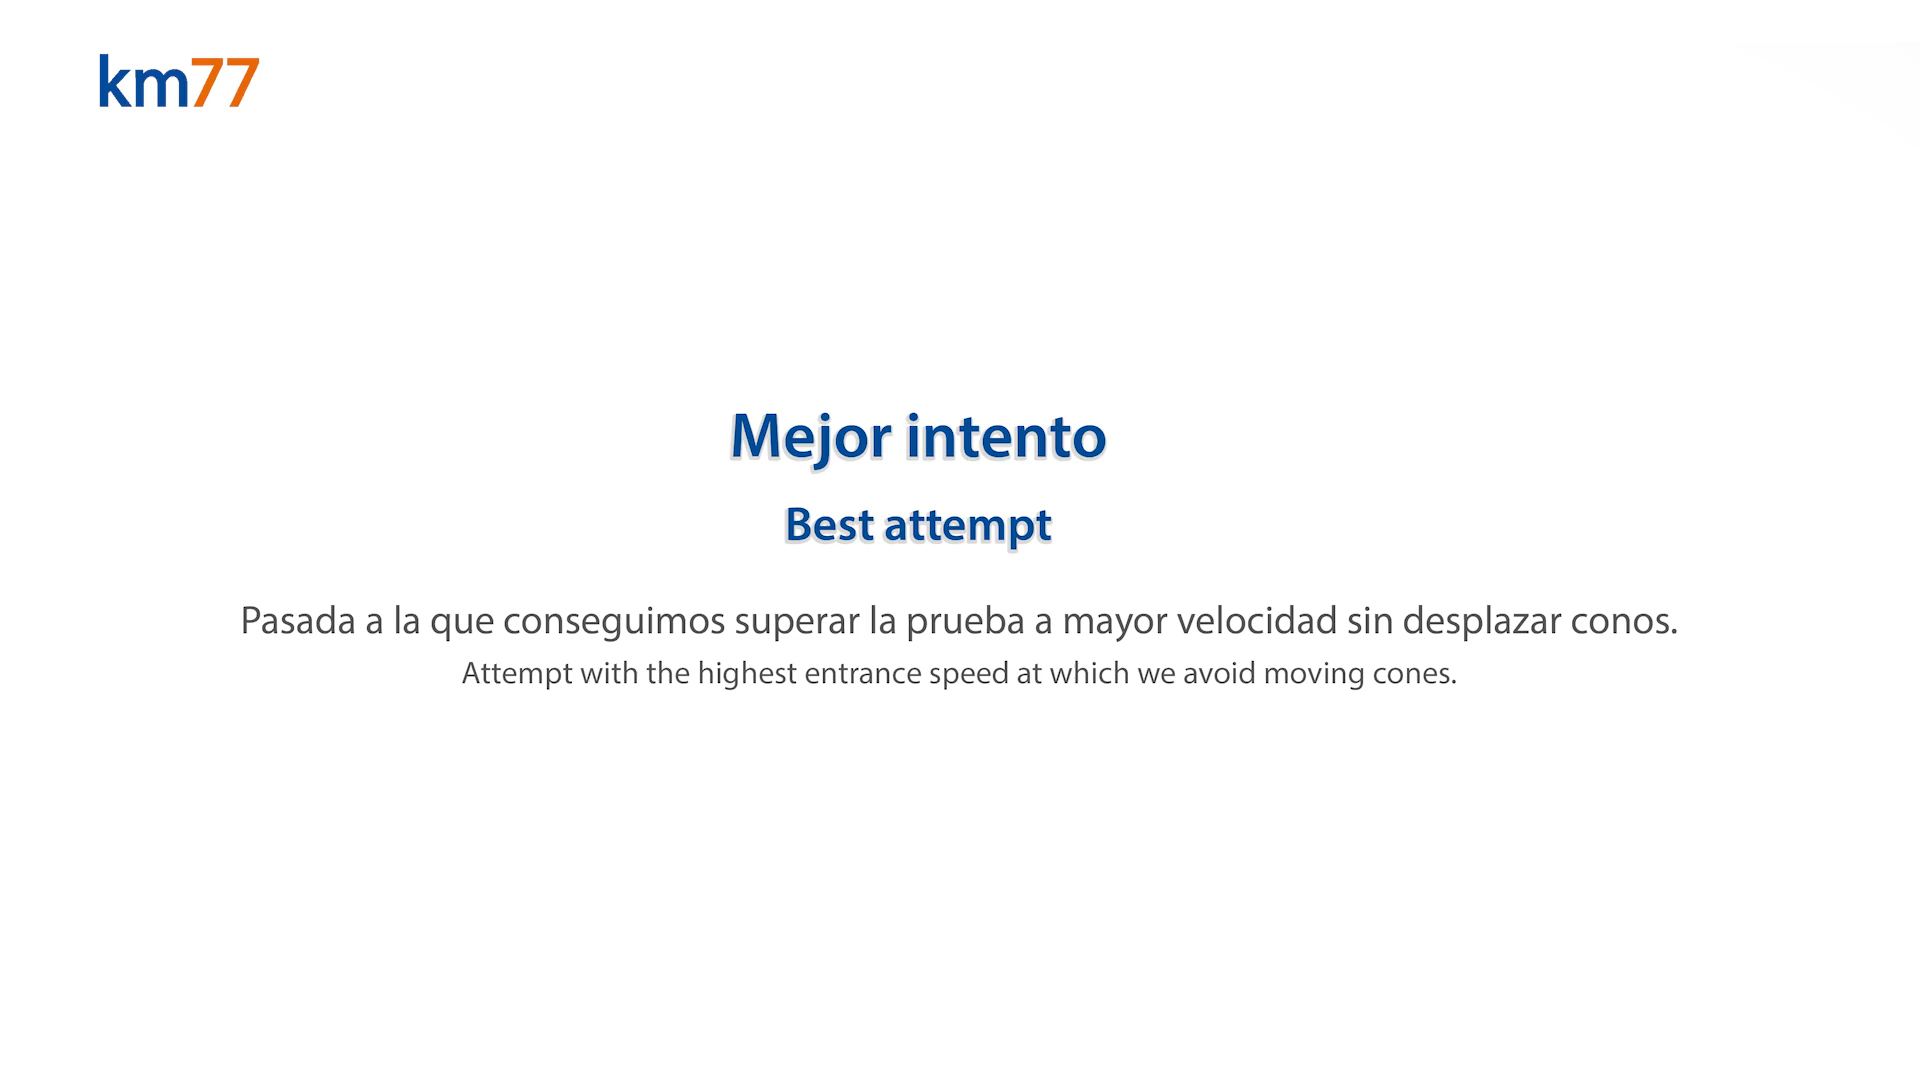 km77
Mejor intento
Best attempt
Pasada a la que conseguimos superar la prueba a mayor velocidad sin desplazar conos.
Attempt with the highest entrance speed at which we avoid moving cones.